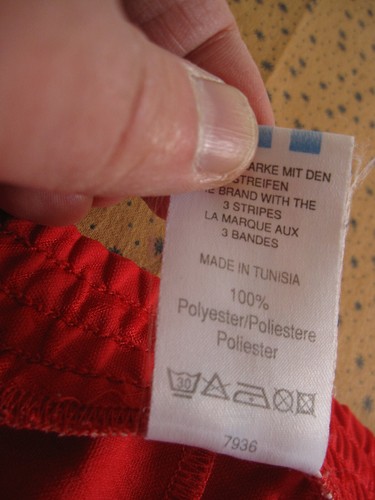 MIT DEN
STREIFEN
BRAND WITH THE
3 STRIPES
LA MARQUE AUX
3 BANDES
MADE IN TUNISIA
100%
Polyester/Poliestere
Poliester
30
7936